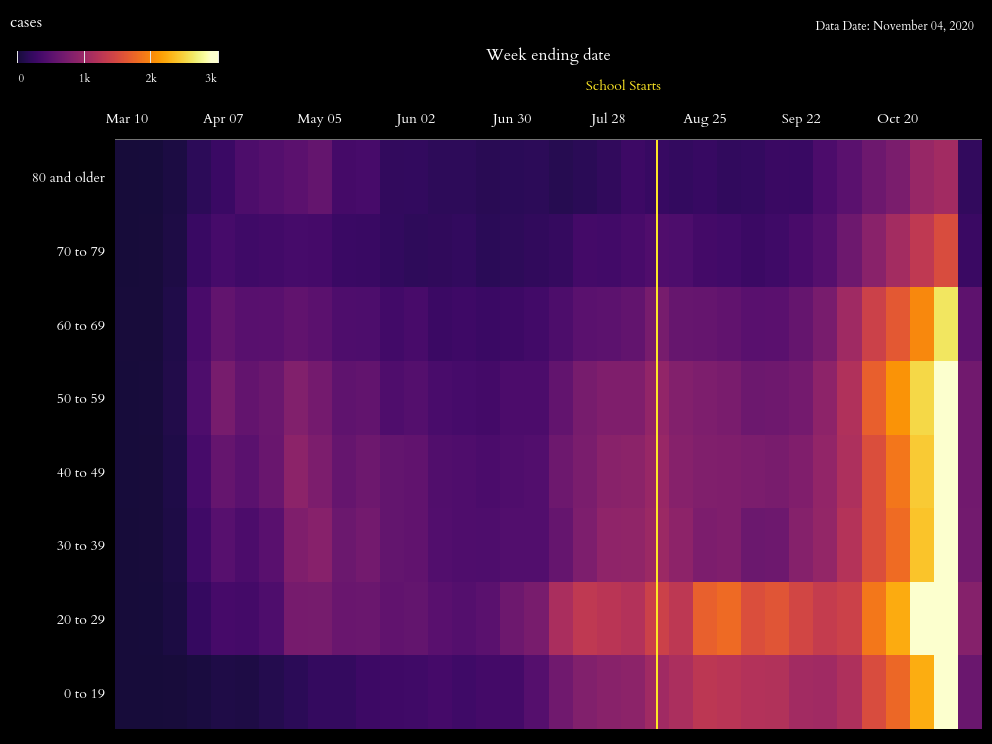 cases
Data Date: November 04, 2020
0 1k 2k 3k
Week ending date
School Starts
Mar 10 Apr 07 May 05 Jun 02 Jun 30 Jul 28 Aug 25 Sep 22 Oct 20
80 and older
70 to 79
60 to 69
50 to 59
40 to 49
30 to 39
20 to 29
0 to 19